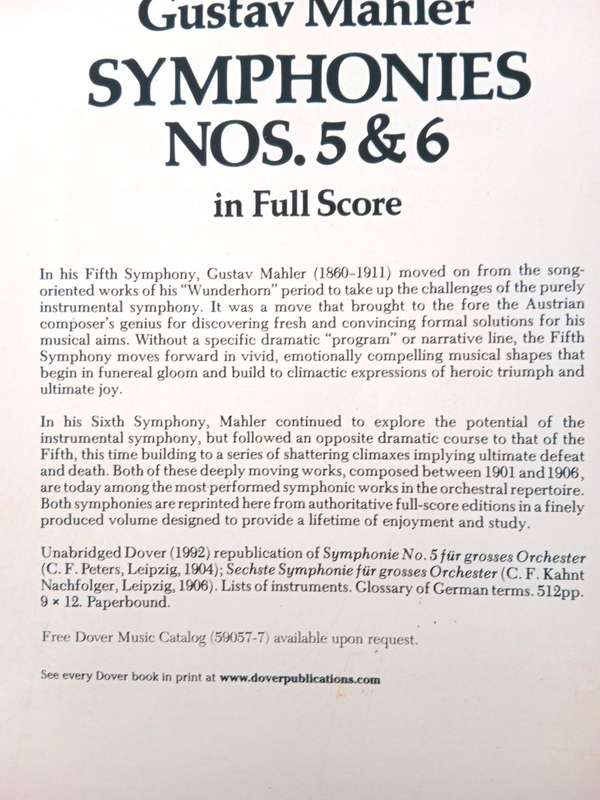 Gustav Mahler
SYMPHONIES
NOS. 5 & 6
in Full Score
In his Fifth Symphony, Gustav Mahler (1860–1911) moved on from the song-
oriented works of his “Wunderhorn” period to take up the challenges of the purely
instrumental symphony. It was a move that brought to the fore the Austrian
composer’s genius for discovering fresh and convincing formal solutions for his
musical aims. Without a specific dramatic “program” or narrative line, the Fifth
Symphony moves forward in vivid, emotionally compelling musical shapes that
begin in funereal gloom and build to climactic expressions of heroic triumph and
ultimate joy.
In his Sixth Symphony, Mahler continued to explore the potential of the
instrumental symphony, but followed an opposite dramatic course to that of the
Fifth, this time building to a series of shattering climaxes implying ultimate defeat
and death. Both of these deeply moving works, composed between 1901 and 1906,
are today among the most performed symphonic works in the orchestral repertoire.
Both symphonies are reprinted here from authoritative full-score editions in a finely
produced volume designed to provide a lifetime of enjoyment and study.
Unabridged Dover (1992) republication of Symphonie No. 5 für grosses Orchester
(C. F. Peters, Leipzig, 1904); Sechste Symphonie für grosses Orchester (C. F. Kahnt
Nachfolger, Leipzig, 1906). Lists of instruments. Glossary of German terms. 512pp.
9 × 12. Paperbound.
Free Dover Music Catalog (59057-7) available upon request.
See every Dover book in print at www.doverpublications.com